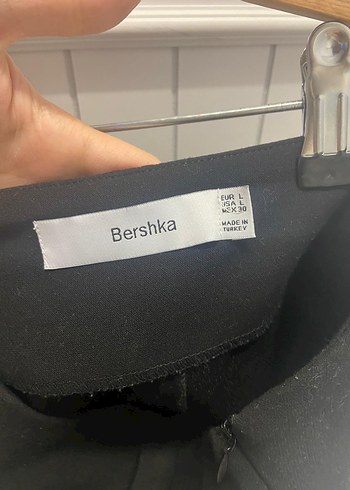 Bershka
EUR L
USA L
MEX 30
MADE IN
TURKEY